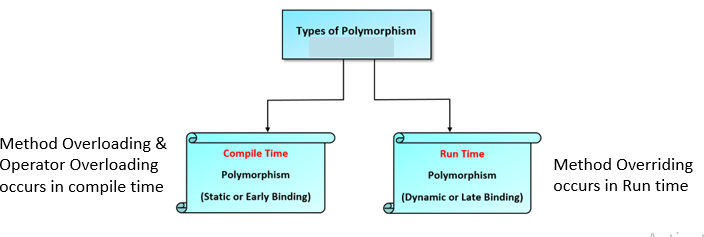 Types of Polymorphism
Method Overloading &
Operator Overloading
occurs in compile time
Compile Time
Polymorphism
(Static or Early Binding)
Run Time
Polymorphism
(Dynamic or Late Binding)
Method Overriding
occurs in Run time